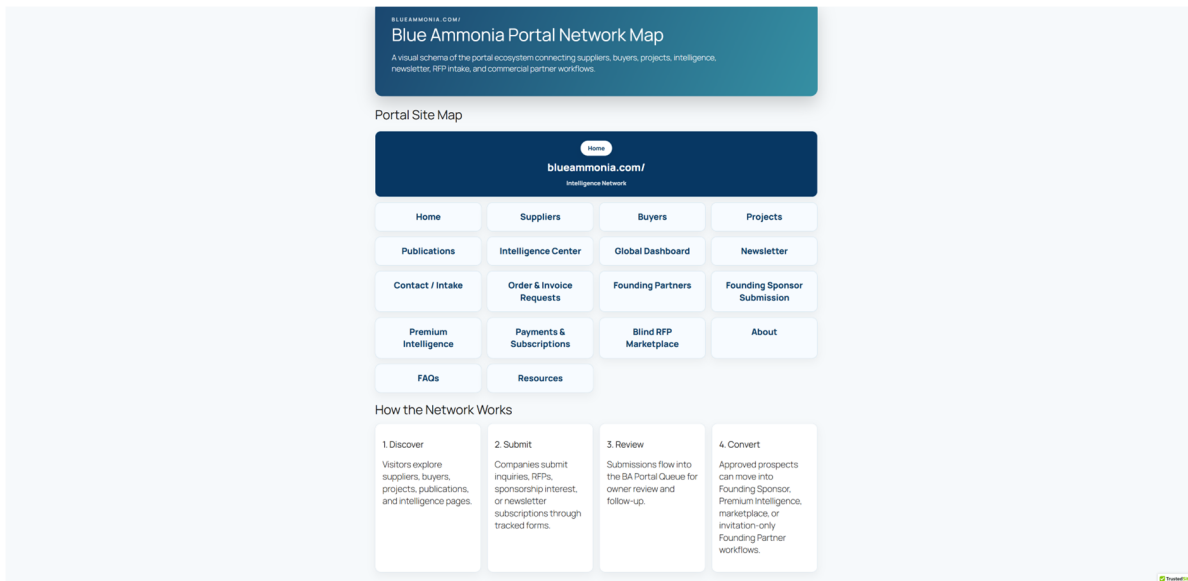 BLUEAMMONIA.COM/
Blue Ammonia Portal Network Map
A visual schema of the portal ecosystem connecting suppliers, buyers, projects, intelligence,
newsletter, RFP intake, and commercial partner workflows.
Portal Site Map
Home
blueammonia.com/
Intelligence Network
Home
Suppliers
Buyers
Projects
Publications
Intelligence Center
Global Dashboard
Newsletter
Contact / Intake
Order & Invoice
Requests
Founding Partners
Founding Sponsor
Submission
Premium
Intelligence
Payments &
Subscriptions
Blind RFP
Marketplace
About
FAQs
Resources
How the Network Works
1. Discover
Visitors explore
suppliers, buyers,
projects, publications,
and intelligence pages.
2. Submit
Companies submit
inquiries, RFPs,
sponsorship interest,
or newsletter
subscriptions through
tracked forms.
3. Review
Submissions flow into
the BA Portal Queue for
owner review and
follow-up.
4. Convert
Approved prospects
can move into
Founding Sponsor,
Premium Intelligence,
marketplace, or
invitation-only
Founding Partner
workflows.
Trusted